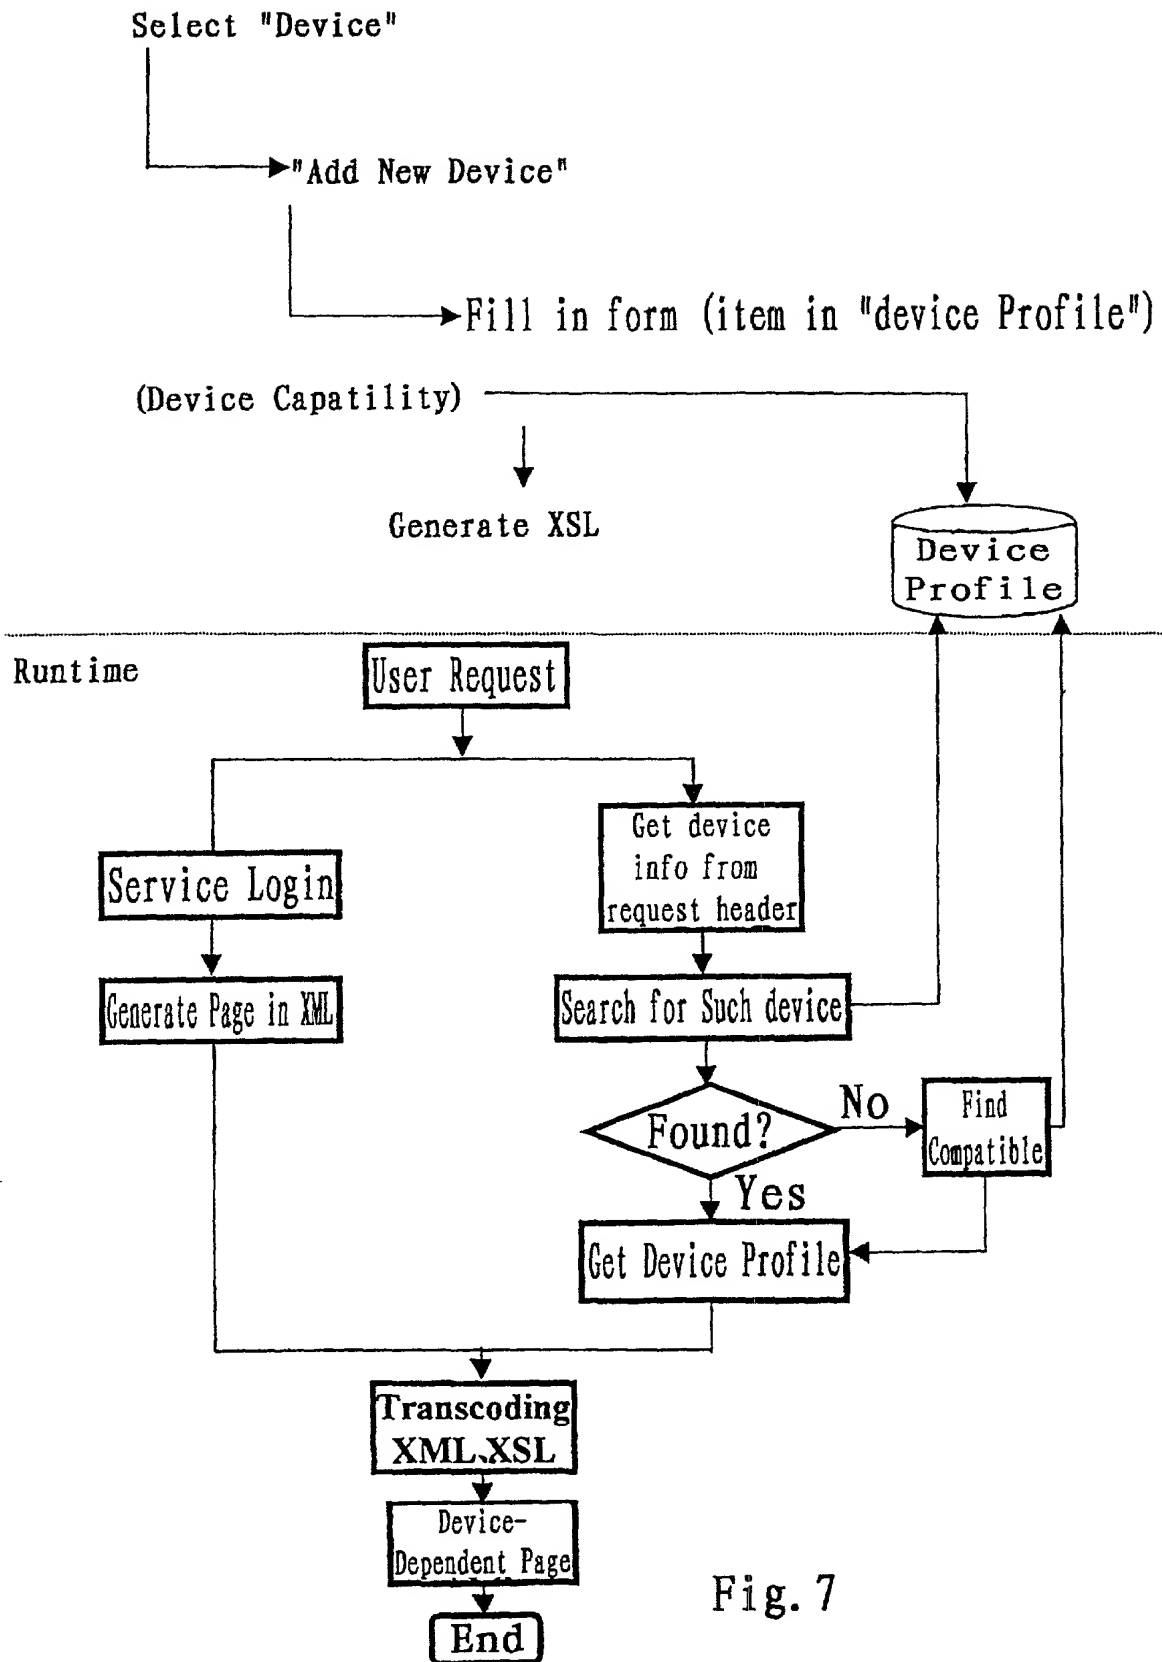 Select "Device"
"Add New Device"
Fill in form (item in "device Profile")
(Device Capatility)
Generate XSL
Device
Profile
Runtime
User Request
Get device
info from
request header
Service Login
Generate Page in XML
Search for Such device
Found?
No
Find
Compatible
Yes
Get Device Profile
Transcoding
XML、XSL
Device-
Dependent Page
End
Fig. 7